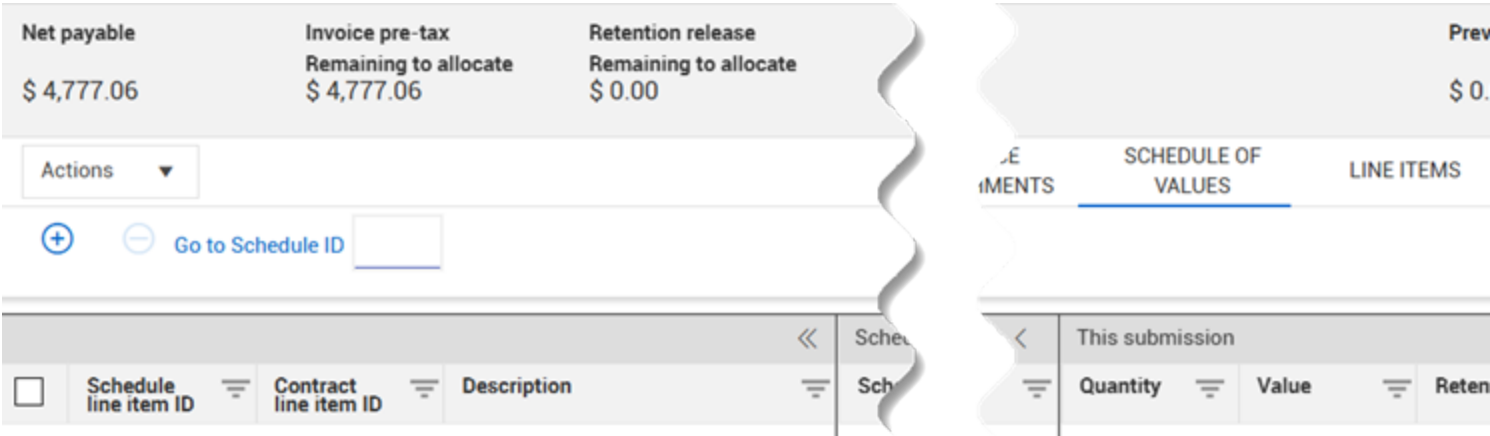 Net payable
Invoice pre-tax
Retention release
Remaining to allocate
Remaining to allocate
$ 4,777.06
$ 4,777.06
$ 0.00
$ 0.
Actions
SCHEDULE OF
VALUES
LINE ITEMS
Go to Schedule ID
This submission
Schedule
line item ID
Contract
line item ID
Description
Quantity
Value